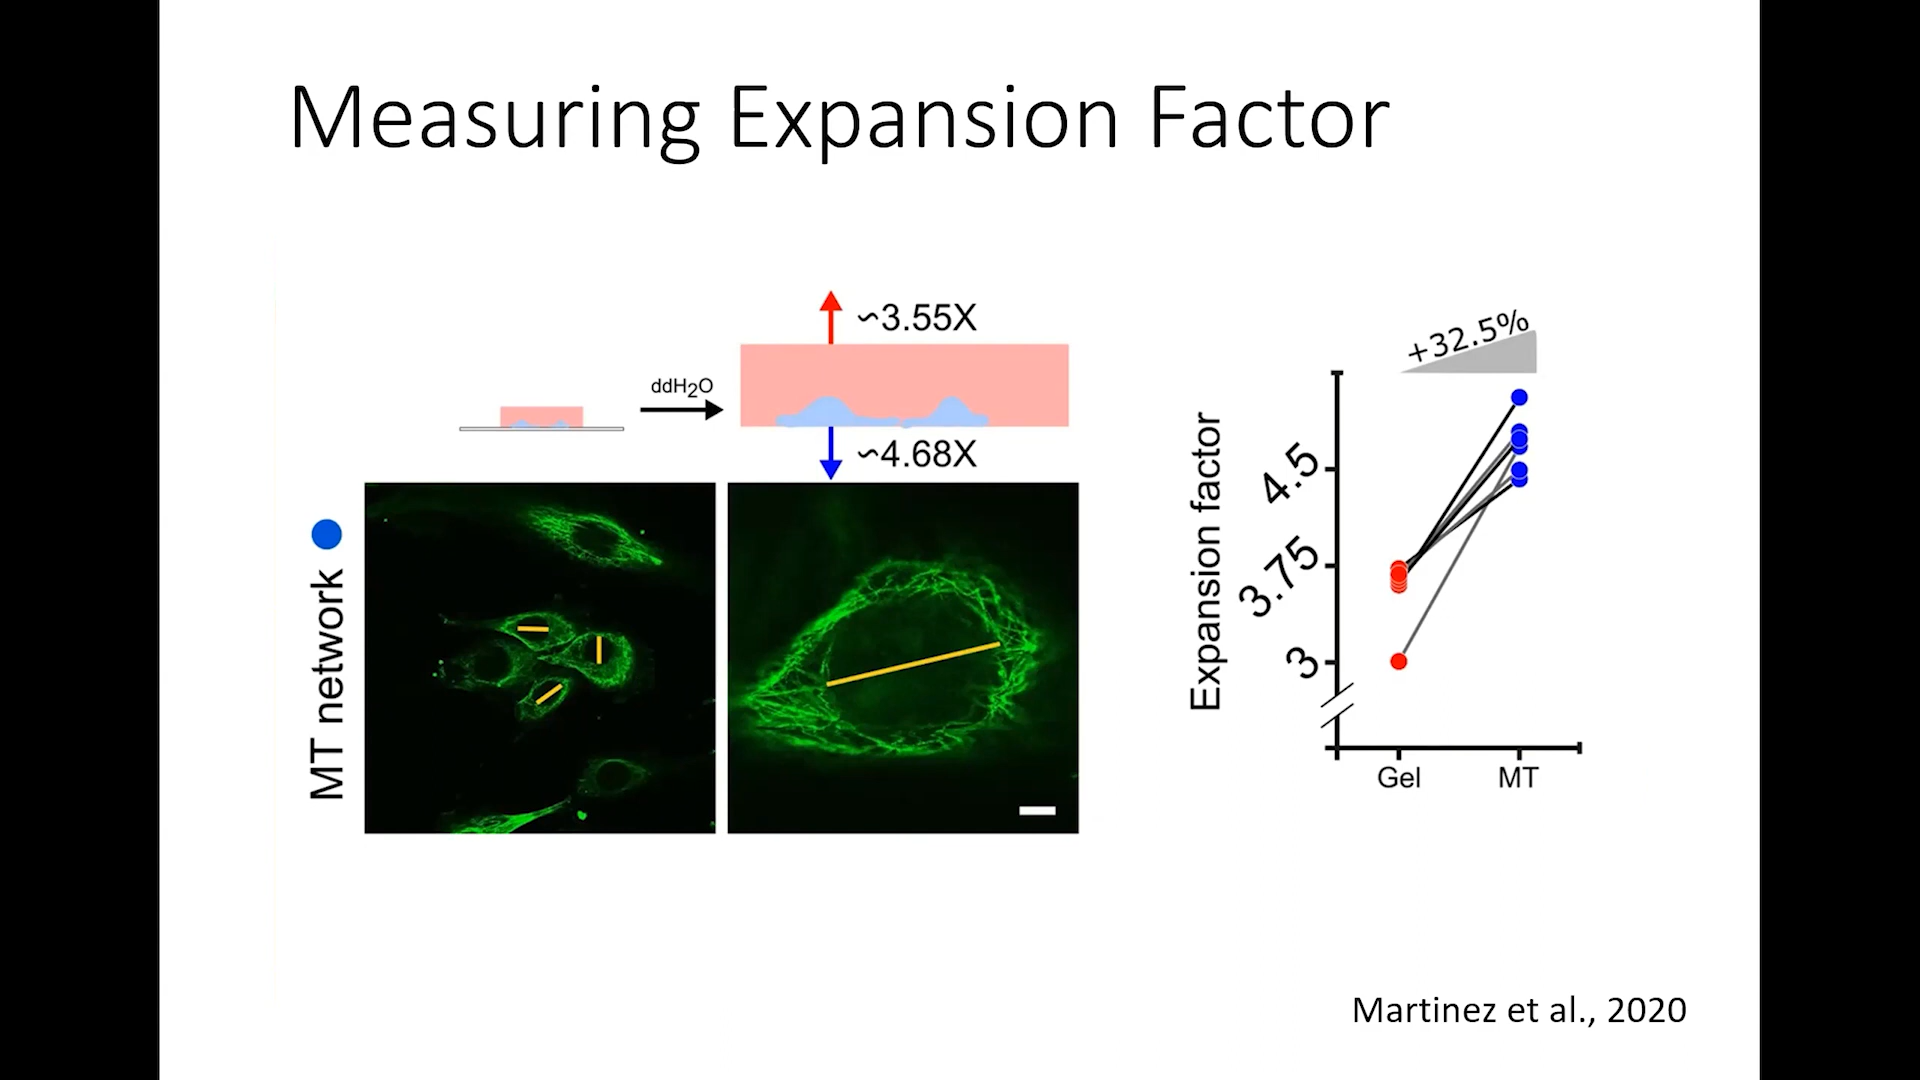 Measuring Expansion Factor
~3.55X
ddH2O
~4.68X
MT network
+32.5%
Expansion factor
4.5
3.75
3
Gel
MT
Martinez et al., 2020